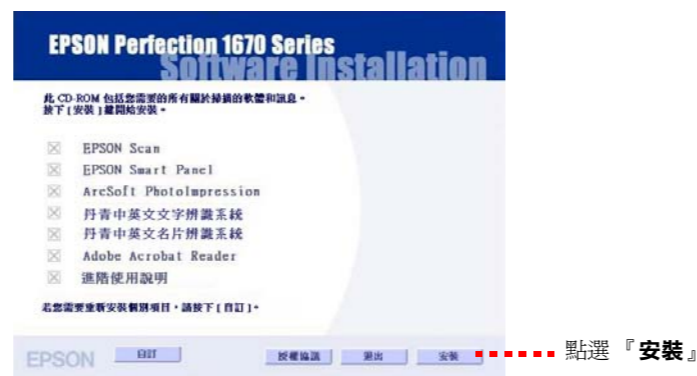 EPSON Perfection 1670 Series
Software Installation
此 CD-ROM 包括您需要的所有關於掃描的軟體和訊息。
按下 [ 安裝 ] 鍵開始安裝。
EPSON Scan
EPSON Smart Panel
ArcSoft PhotoImpression
丹青中英文文字辨識系統
丹青中英文名片辨識系統
Adobe Acrobat Reader
進階使用說明
若您需要重新安裝個別項目，請按下 [ 自訂 ]。
EPSON 自訂 授權協議 退出 安裝 點選『安裝』